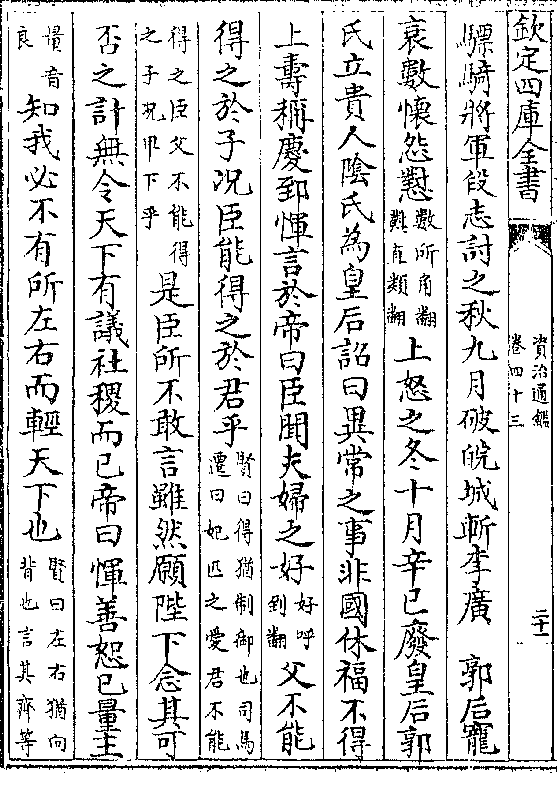 欽定四庫全書
資治通鑑
卷四十三
二十一
驃騎將軍段志討之秋九月破皖城斬李廣　郭后寵
衰數懷怨懟數所角翻
懟直類翻上怒之冬十月辛巳廢皇后郭
氏立貴人陰氏為皇后詔曰異常之事非國休福不得
上壽稱慶郅惲言於帝曰臣聞夫婦之好好呼
到翻父不能
得之於子況臣能得之於君乎賢曰得猶制御也司馬
遷曰妃匹之愛君不能
得之臣父不能得
之子况卑下乎是臣所不敢言雖然願陛下念其可
否之計無令天下有議社稷而已帝曰惲善恕已量主
量音
良知我必不有所左右而輕天下也賢曰左右猶向
背也言其齊等